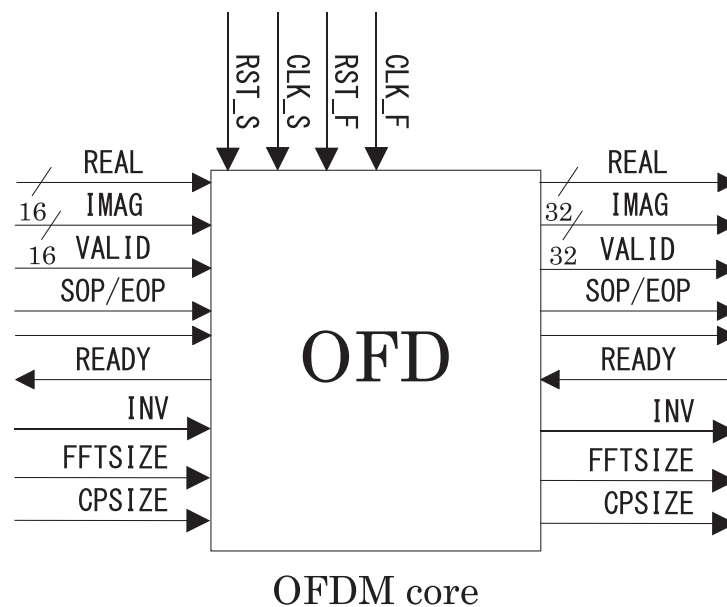 RST_S
CLK_S
RST_F
CLK_F
REAL
16
IMAG
16
VALID
SOP/EOP
READY
INV
FFTSIZE
CPSIZE
OFD
REAL
32
IMAG
32
VALID
SOP/EOP
READY
INV
FFTSIZE
CPSIZE
OFDM core